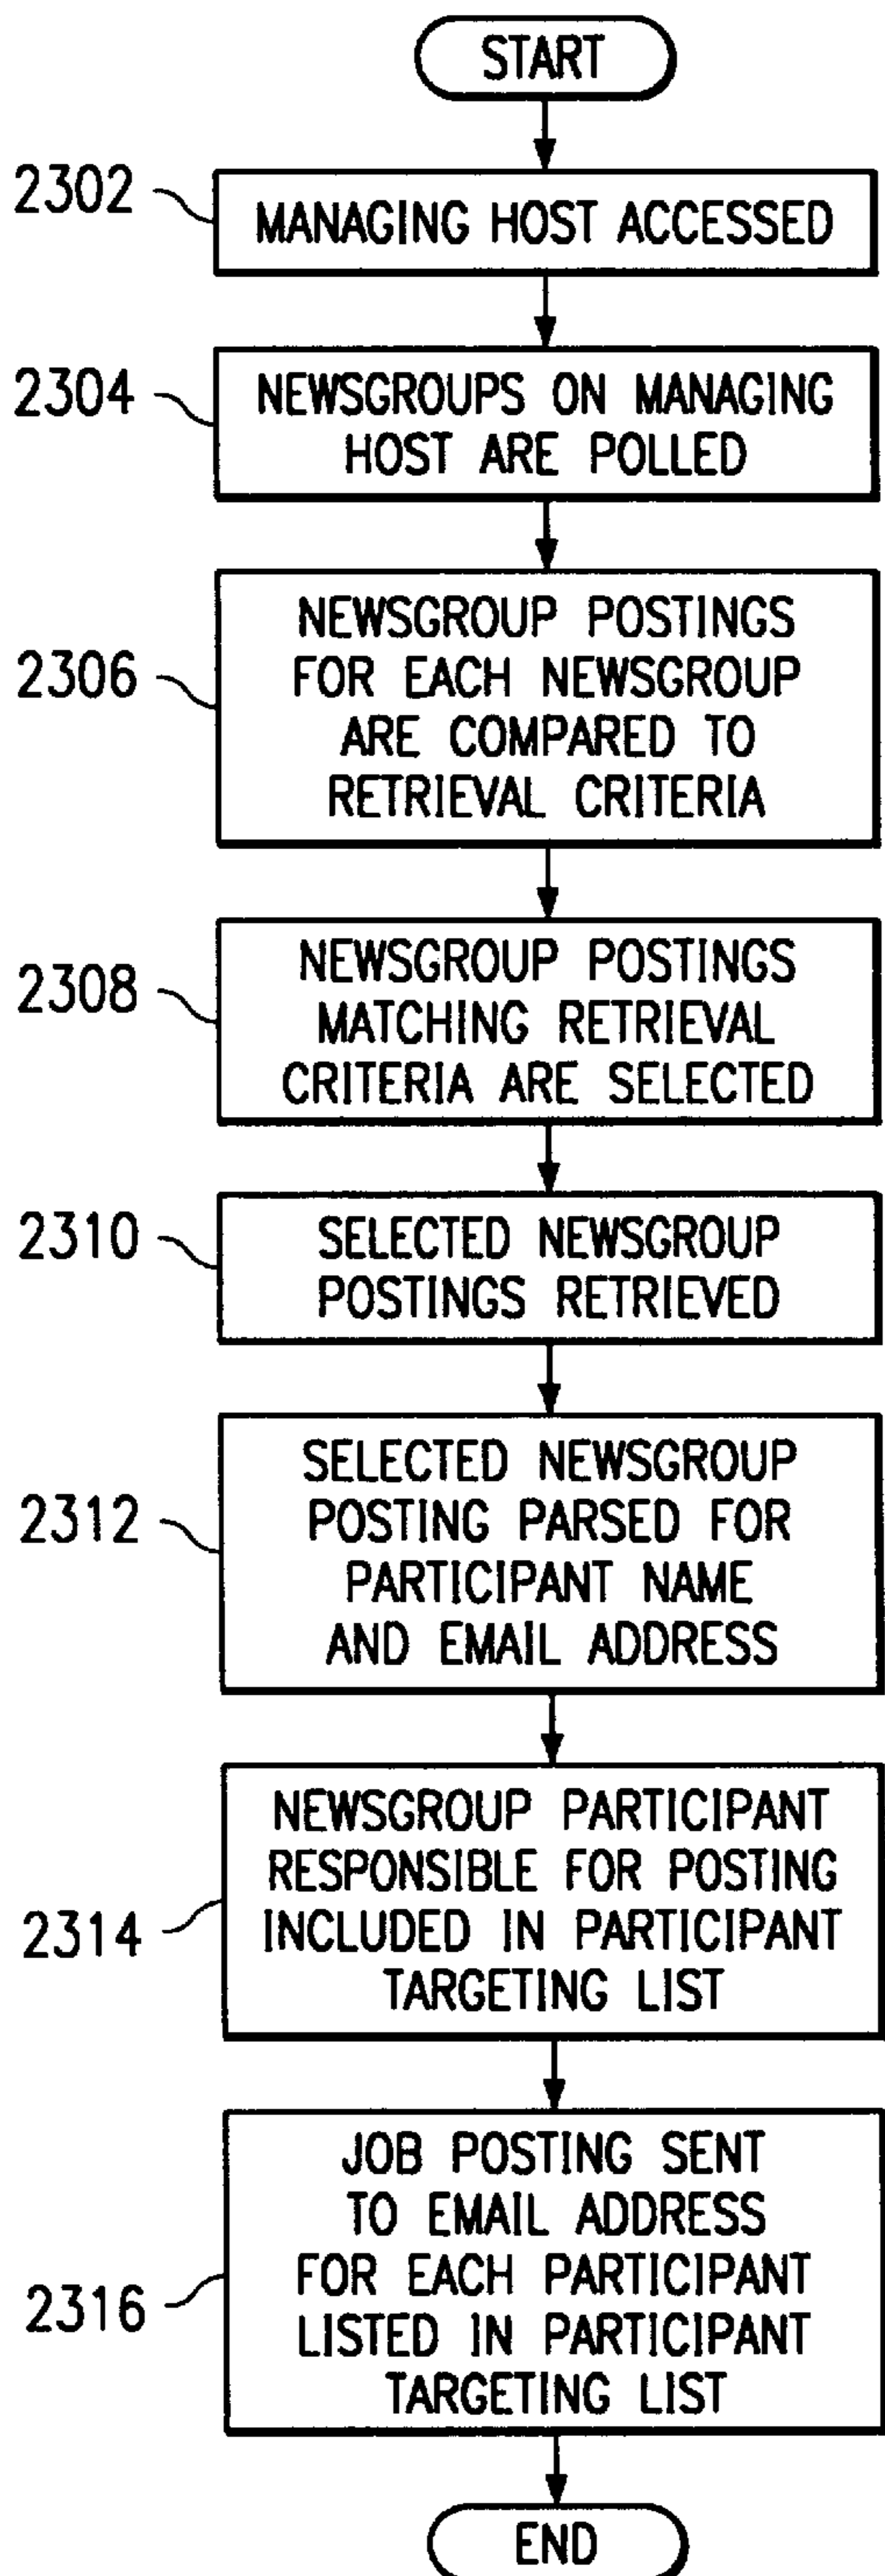 START
2302
MANAGING HOST ACCESSED
2304
NEWSGROUPS ON MANAGING
HOST ARE POLLED
2306
NEWSGROUP POSTINGS
FOR EACH NEWSGROUP
ARE COMPARED TO
RETRIEVAL CRITERIA
2308
NEWSGROUP POSTINGS
MATCHING RETRIEVAL
CRITERIA ARE SELECTED
2310
SELECTED NEWSGROUP
POSTINGS RETRIEVED
2312
SELECTED NEWSGROUP
POSTING PARSED FOR
PARTICIPANT NAME
AND EMAIL ADDRESS
2314
NEWSGROUP PARTICIPANT
RESPONSIBLE FOR POSTING
INCLUDED IN PARTICIPANT
TARGETING LIST
2316
JOB POSTING SENT
TO EMAIL ADDRESS
FOR EACH PARTICIPANT
LISTED IN PARTICIPANT
TARGETING LIST
END